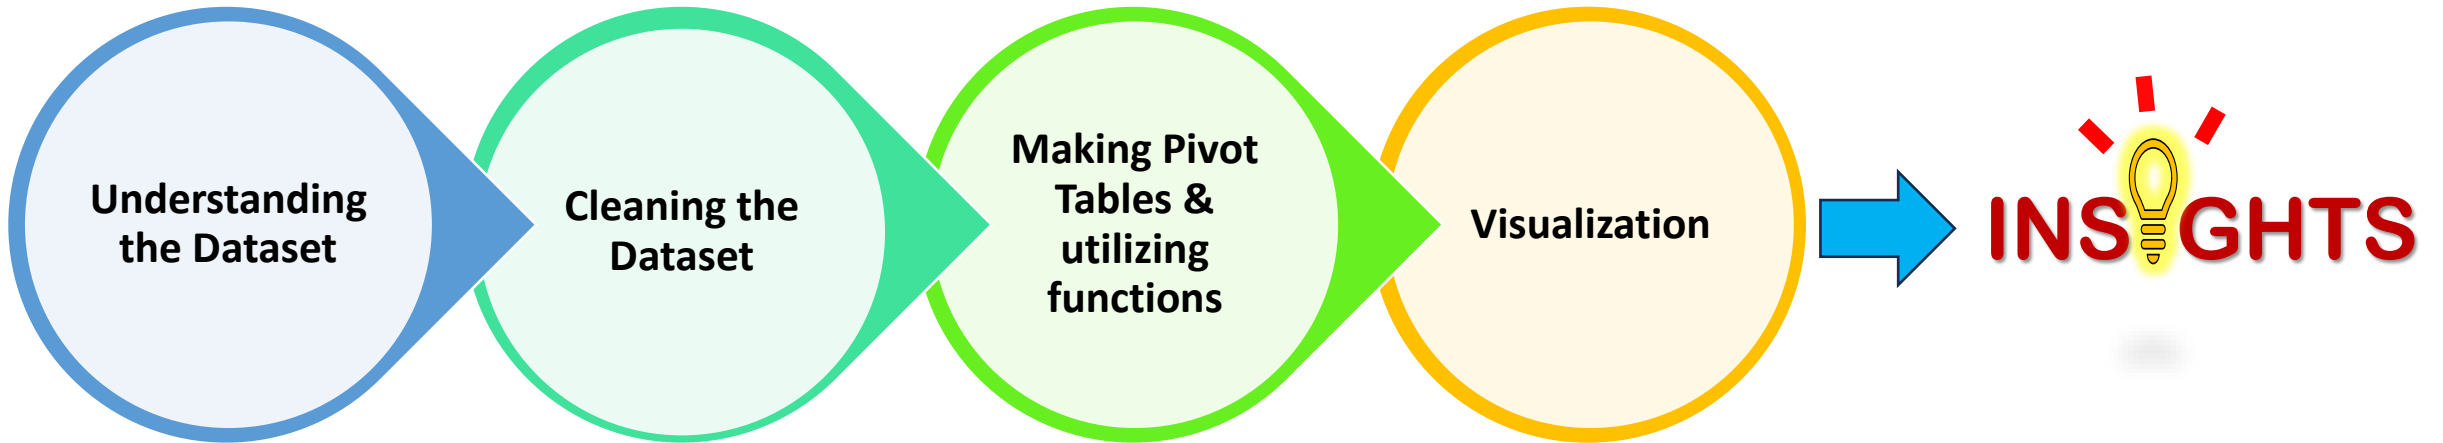 Understanding
the Dataset
Cleaning the
Dataset
Making Pivot
Tables &
utilizing
functions
Visualization
INSIGHTS